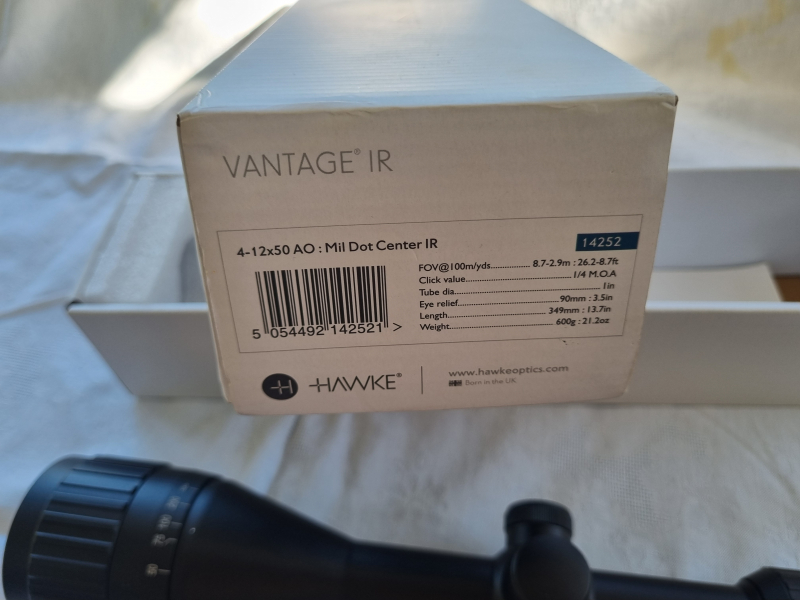 VANTAGE® IR
4-12x50 AO : Mil Dot Center IR
14252
FOV@100m/yds.............. 8.7-2.9m : 26.2-8.7ft
Click value.............. 1/4 M.O.A
Tube dia.............. 1in
Eye relief.............. 90mm : 3.5in
Length.............. 349mm : 13.7in
Weight.............. 600g : 21.2oz
5 054492 142521 >
H HAWKE®
www.hawkeoptics.com
Born in the UK